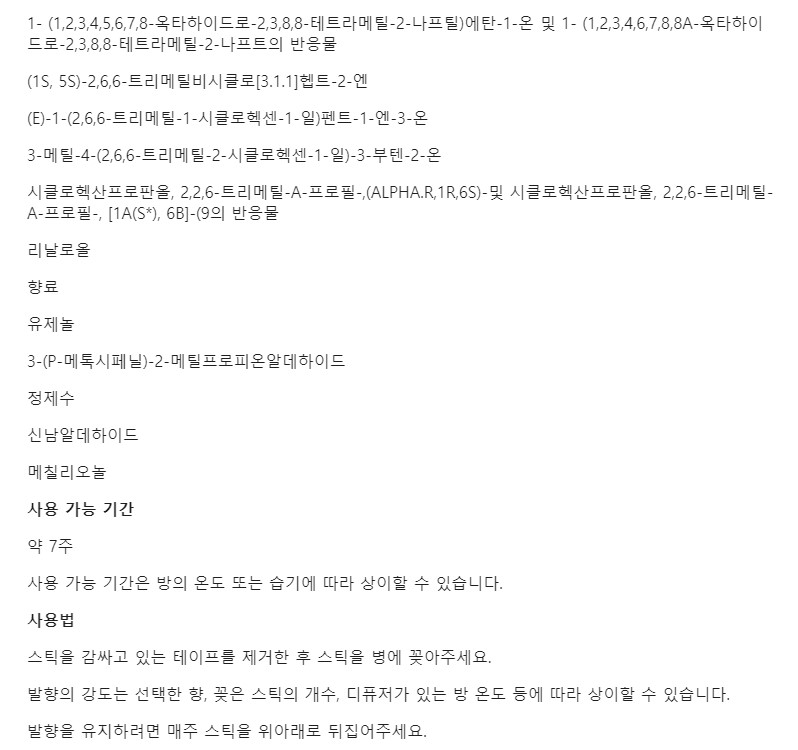 1- (1,2,3,4,5,6,7,8-옥타하이드로-2,3,8,8-테트라메틸-2-나프틸)에탄-1-온 및 1- (1,2,3,4,6,7,8,8A-옥타하이
드로-2,3,8,8-테트라메틸-2-나프트의 반응물
(1S, 5S)-2,6,6-트리메틸비시클로[3.1.1]헵트-2-엔
(E)-1-(2,6,6-트리메틸-1-시클로헥센-1-일)펜트-1-엔-3-온
3-메틸-4-(2,6,6-트리메틸-2-시클로헥센-1-일)-3-부텐-2-온
시클로헥산프로판올, 2,2,6-트리메틸-A-프로필-,(ALPHA.R,1R,6S)-및 시클로헥산프로판올, 2,2,6-트리메틸-
A-프로필-, [1A(S*), 6B]-(9의 반응물
리날로올
향료
유제놀
3-(P-메톡시페닐)-2-메틸프로피온알데하이드
정제수
신남알데하이드
메칠리오놀
사용 가능 기간
약 7주
사용 가능 기간은 방의 온도 또는 습기에 따라 상이할 수 있습니다.
사용법
스틱을 감싸고 있는 테이프를 제거한 후 스틱을 병에 꽂아주세요.
발향의 강도는 선택한 향, 꽂은 스틱의 개수, 디퓨저가 있는 방 온도 등에 따라 상이할 수 있습니다.
발향을 유지하려면 매주 스틱을 위아래로 뒤집어주세요.